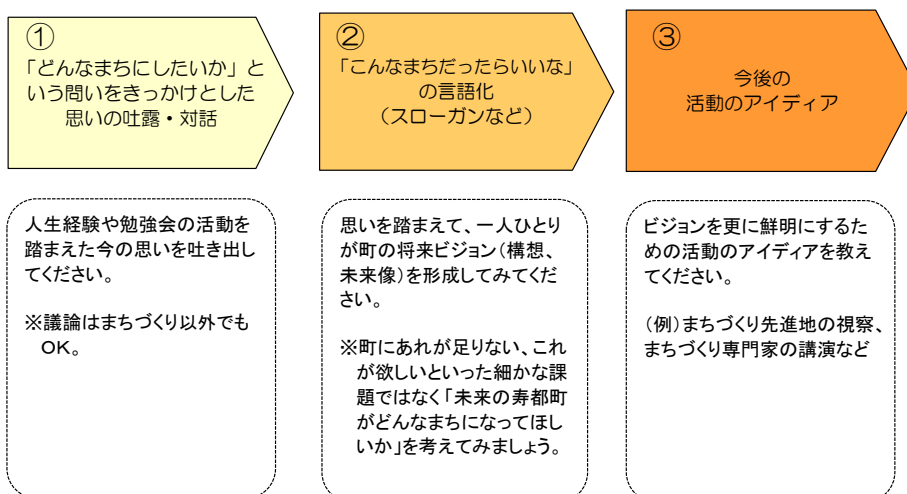 ①
「どんなまちにしたいか」と
いう問いをきっかけとした
思いの吐露・対話
②
「こんなまちだったらいいな」
の言語化
(スローガンなど)
③
今後の
活動のアイディア
人生経験や勉強会の活動を
踏まえた今の思いを吐き出し
てください。
※議論はまちづくり以外でも
OK。
思いを踏まえて、一人ひとり
が町の将来ビジョン(構想、
未来像)を形成してみてくだ
さい。
※町にあれが足りない、これ
が欲しいといった細かな課
題ではなく「未来の寿都町
がどんなまちになってほし
いか」を考えてみましょう。
ビジョンを更に鮮明にするた
めの活動のアイディアを教え
てください。
(例)まちづくり先進地の視察、
まちづくり専門家の講演など